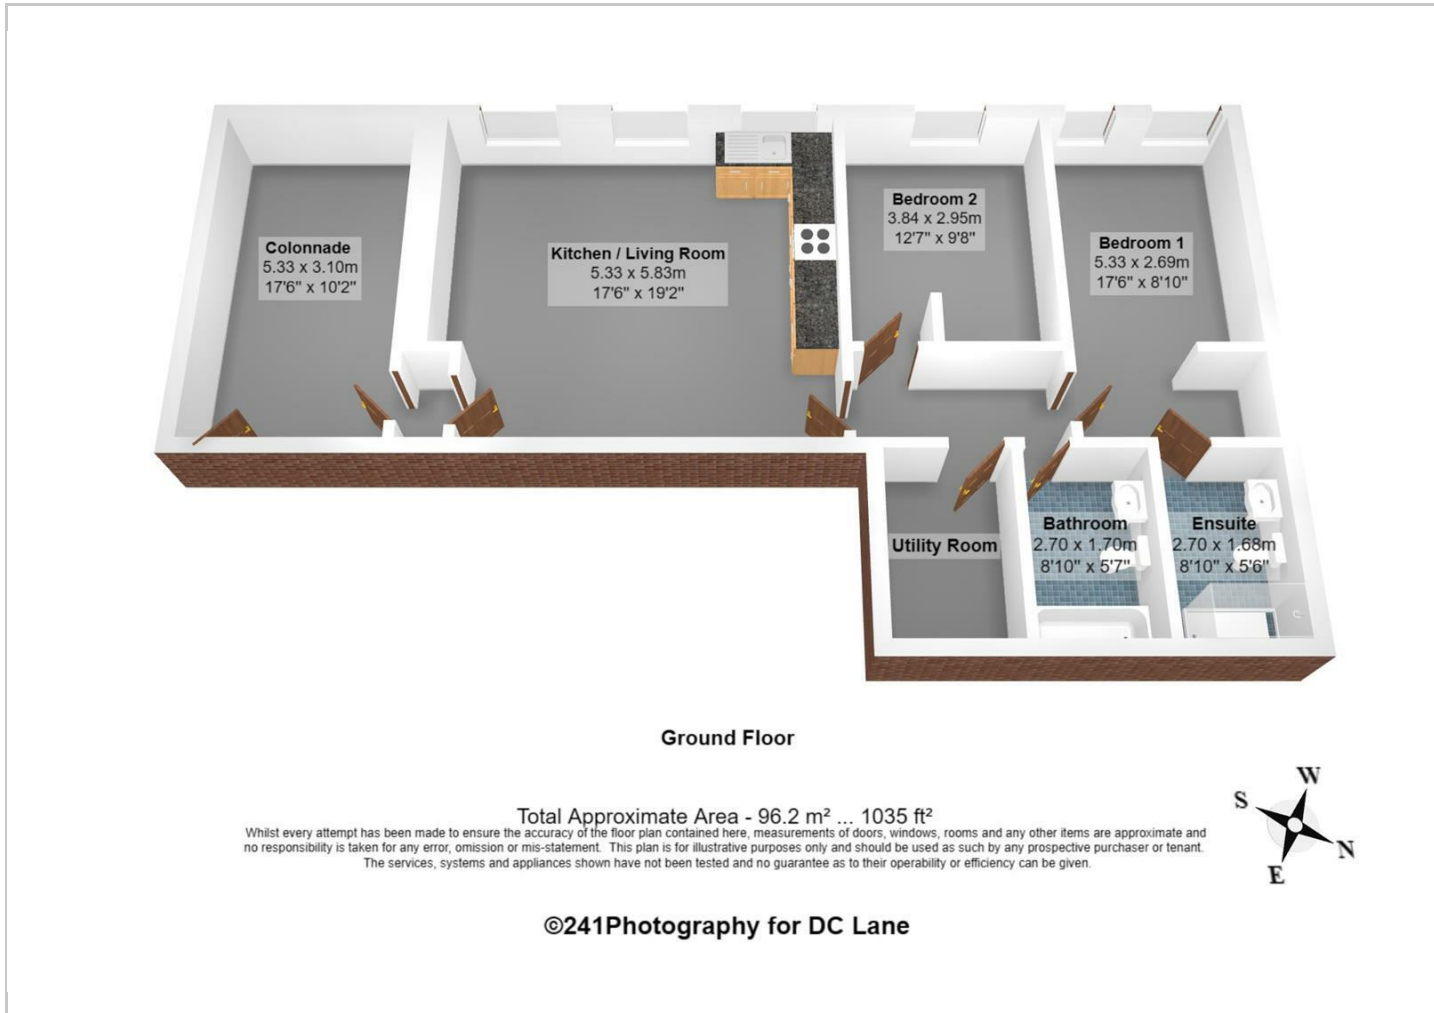 Colonnade
5.33 x 3.10m
17'6" x 10'2"
Kitchen / Living Room
5.33 x 5.83m
17'6" x 19'2"
Bedroom 2
3.84 x 2.95m
12'7" x 9'8"
Bedroom 1
5.33 x 2.69m
17'6" x 8'10"
Utility Room
Bathroom
2.70 x 1.70m
8'10" x 5'7"
Ensuite
2.70 x 1.68m
8'10" x 5'6"
Ground Floor
Total Approximate Area - 96.2 m² ... 1035 ft²
Whilst every attempt has been made to ensure the accuracy of the floor plan contained here, measurements of doors, windows, rooms and any other items are approximate and
no responsibility is taken for any error, omission or mis-statement. This plan is for illustrative purposes only and should be used as such by any prospective purchaser or tenant.
The services, systems and appliances shown have not been tested and no guarantee as to their operability or efficiency can be given.
W
S
N
E
©241Photography for DC Lane